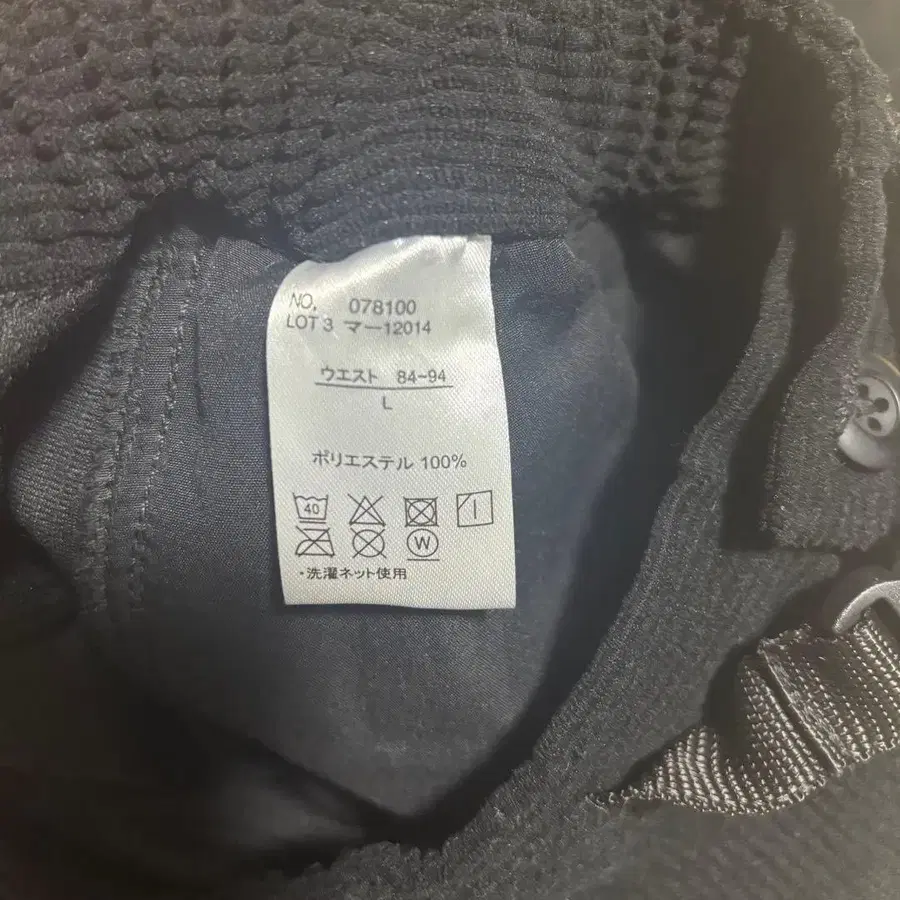 NO, 078100
LOT 3 マー12014
ウエスト 84~94
L
ポリエステル 100%
40
W
・洗濯ネット使用